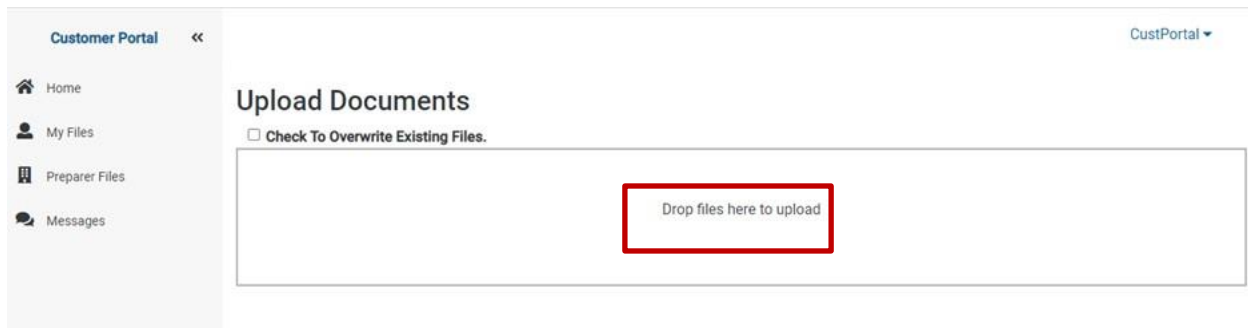 Customer Portal
CustPortal
Home
My Files
Preparer Files
Messages
Upload Documents
Check To Overwrite Existing Files.
Drop files here to upload